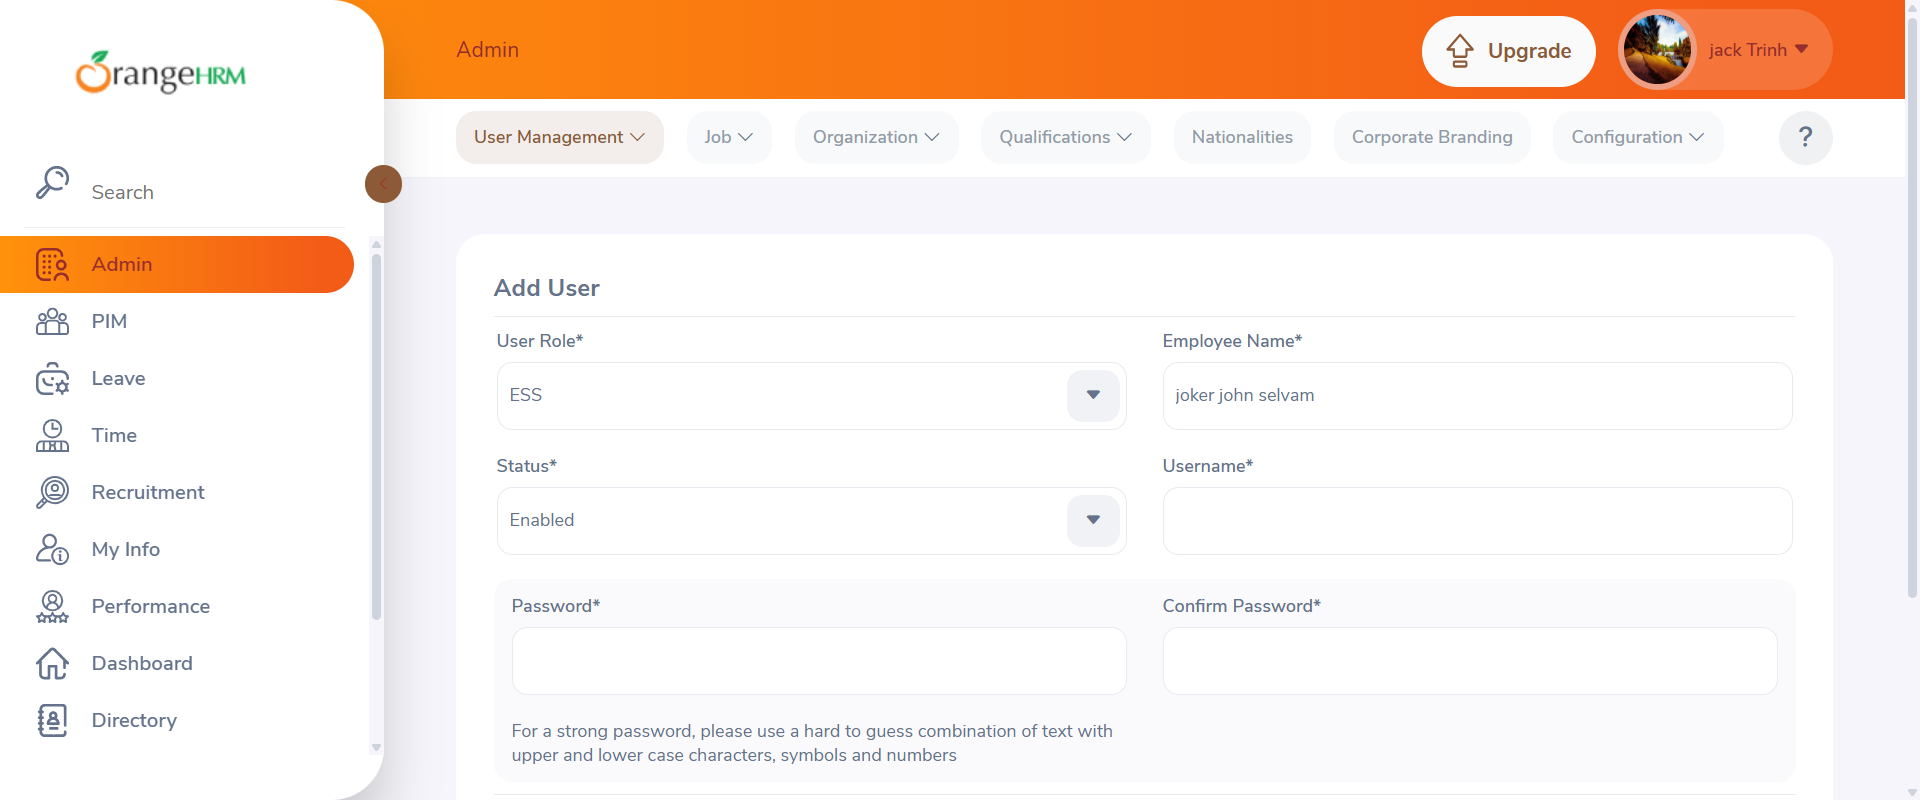 OrangeHRM
Search
Admin
PIM
Leave
Time
Recruitment
My Info
Performance
Dashboard
Directory
Admin
Upgrade
jack Trinh
User Management
Job
Organization
Qualifications
Nationalities
Corporate Branding
Configuration
?
Add User
User Role*
Employee Name*
ESS
joker john selvam
Status*
Username*
Enabled
Password*
Confirm Password*
For a strong password, please use a hard to guess combination of text with
upper and lower case characters, symbols and numbers